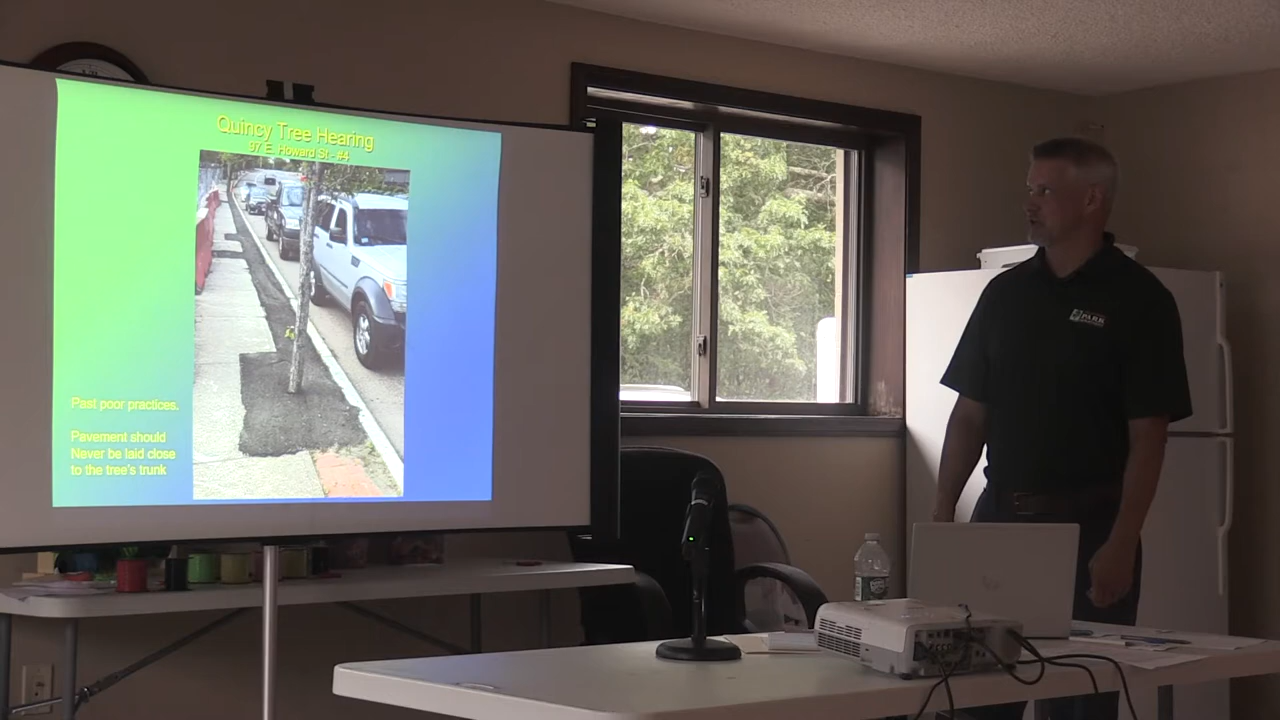 Quincy Tree Hearing
97 E. Howard St - #4
Past poor practices.
Pavement should
Never be laid close
to the tree's trunk
PARK